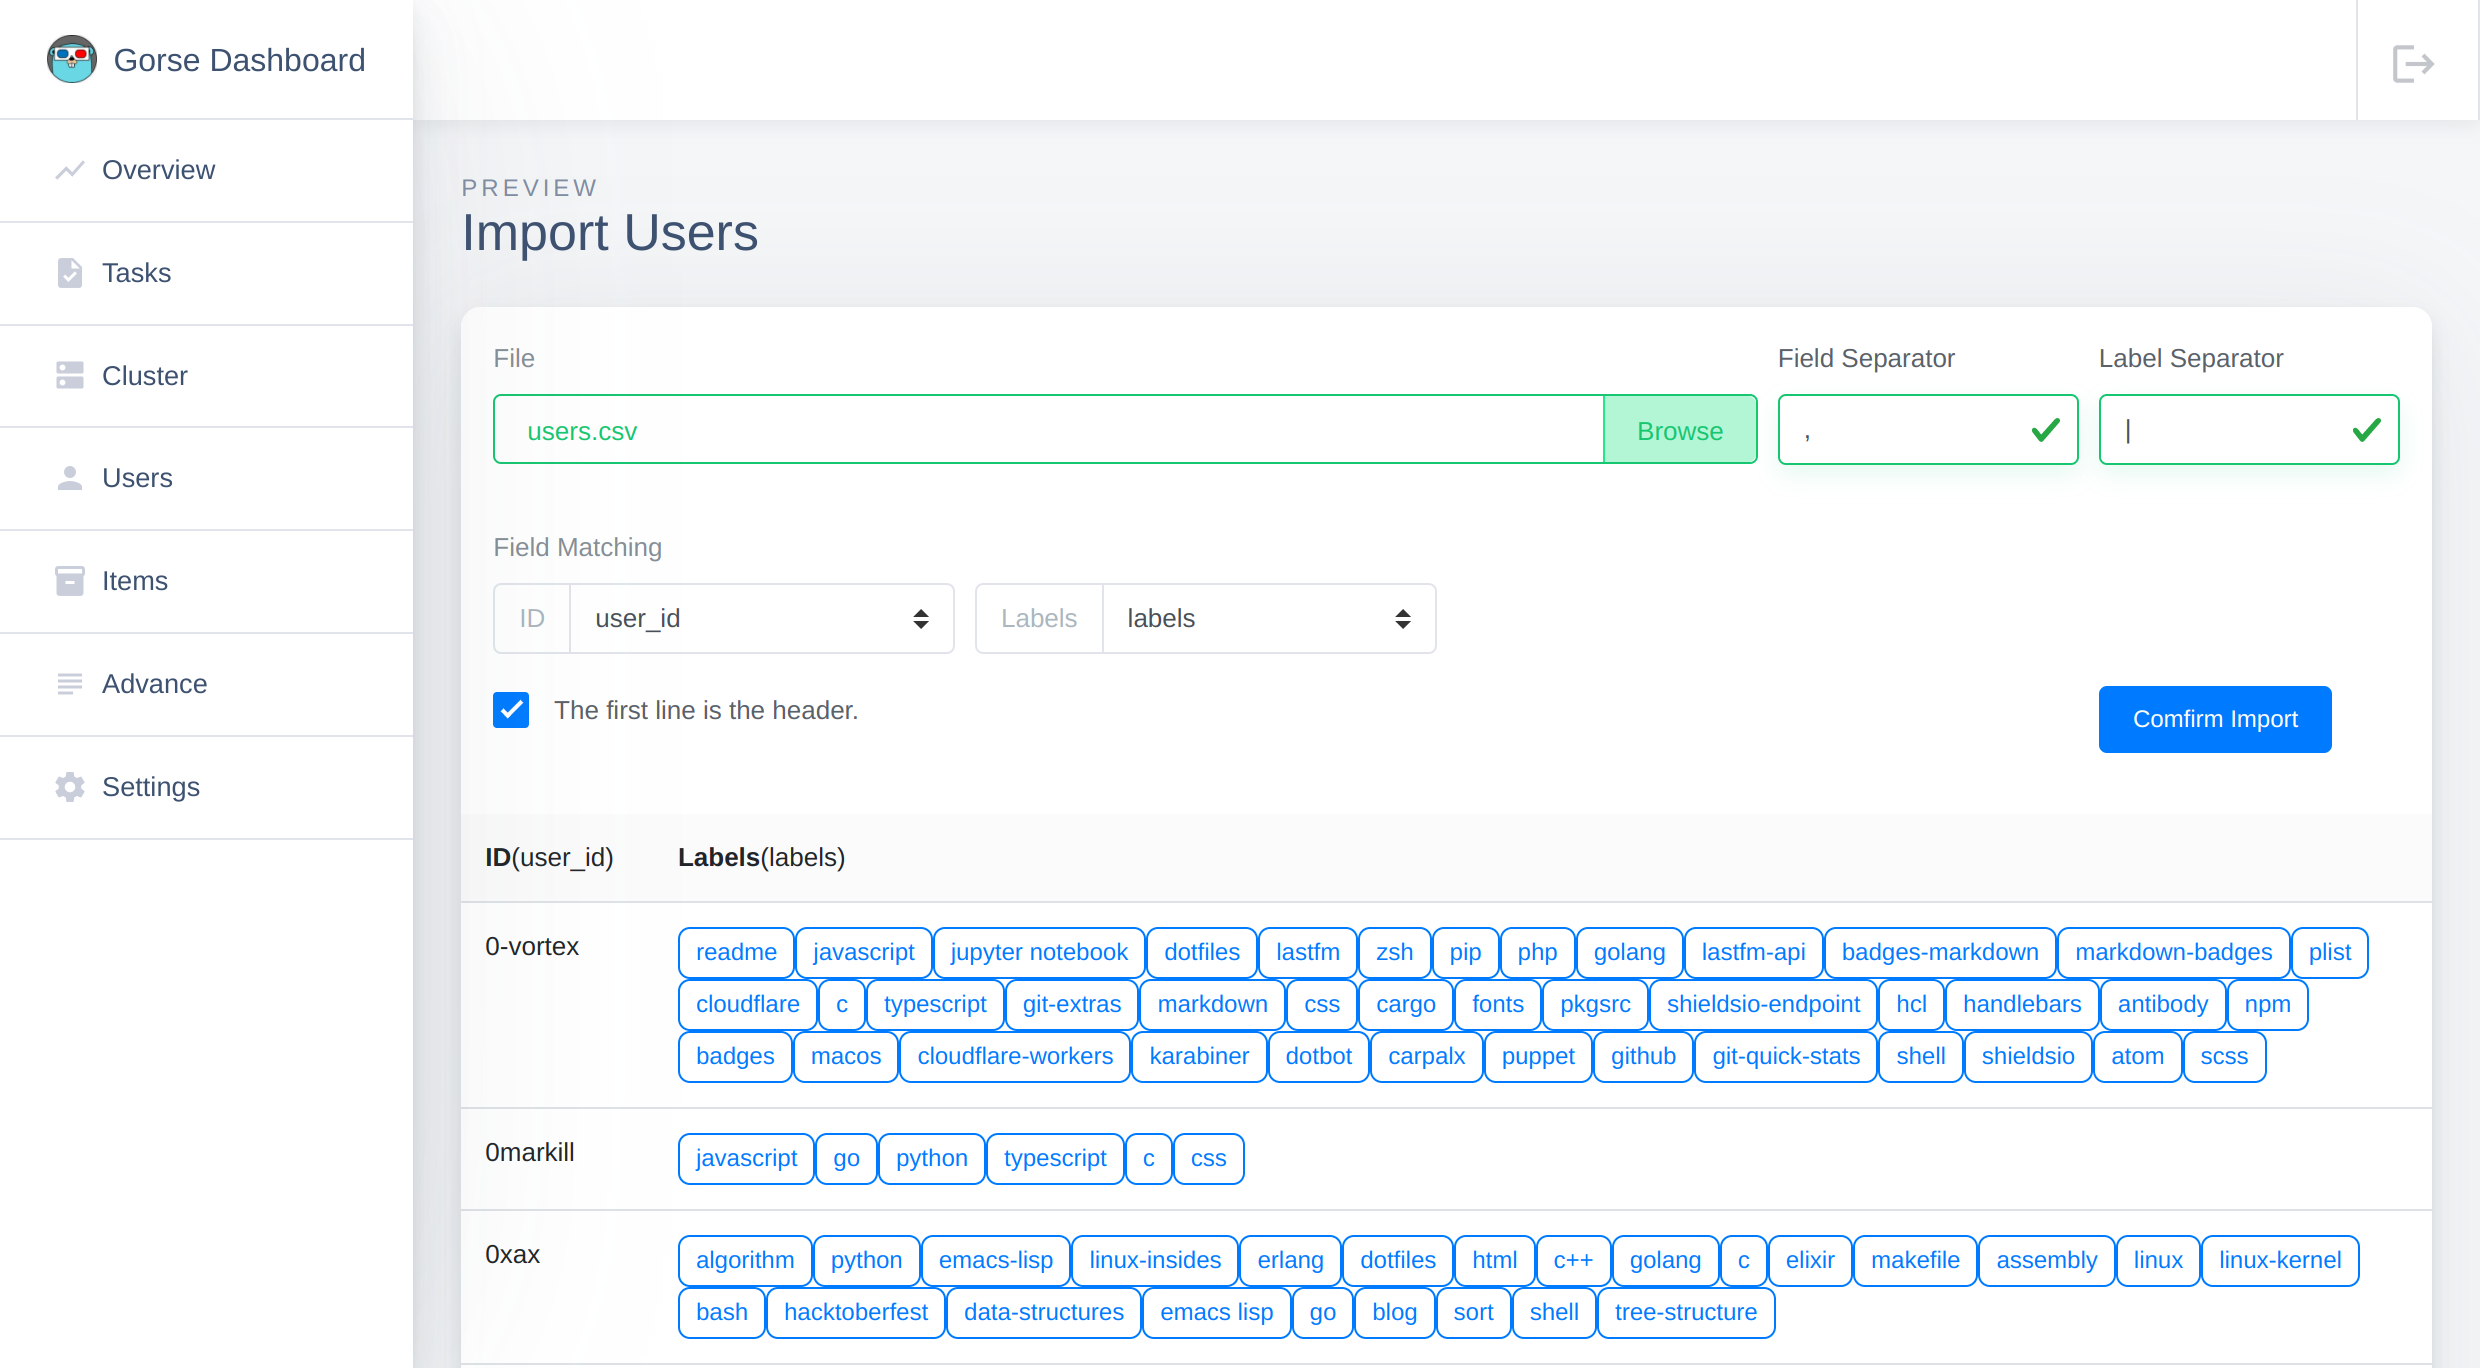 Gorse Dashboard
Overview
Tasks
Cluster
Users
Items
Advance
Settings
PREVIEW
Import Users
File Field Separator Label Separator
users.csv Browse , |
Field Matching
ID user_id Labels labels
The first line is the header. Comfirm Import
ID(user_id) Labels(labels)
0-vortex readme javascript jupyter notebook dotfiles lastfm zsh pip php golang lastfm-api badges-markdown markdown-badges plist
cloudflare c typescript git-extras markdown css cargo fonts pkgsrc shieldsio-endpoint hcl handlebars antibody npm
badges macos cloudflare-workers karabiner dotbot carpalx puppet github git-quick-stats shell shieldsio atom scss
0markill javascript go python typescript c css
0xax algorithm python emacs-lisp linux-insides erlang dotfiles html c++ golang c elixir makefile assembly linux linux-kernel
bash hacktoberfest data-structures emacs lisp go blog sort shell tree-structure